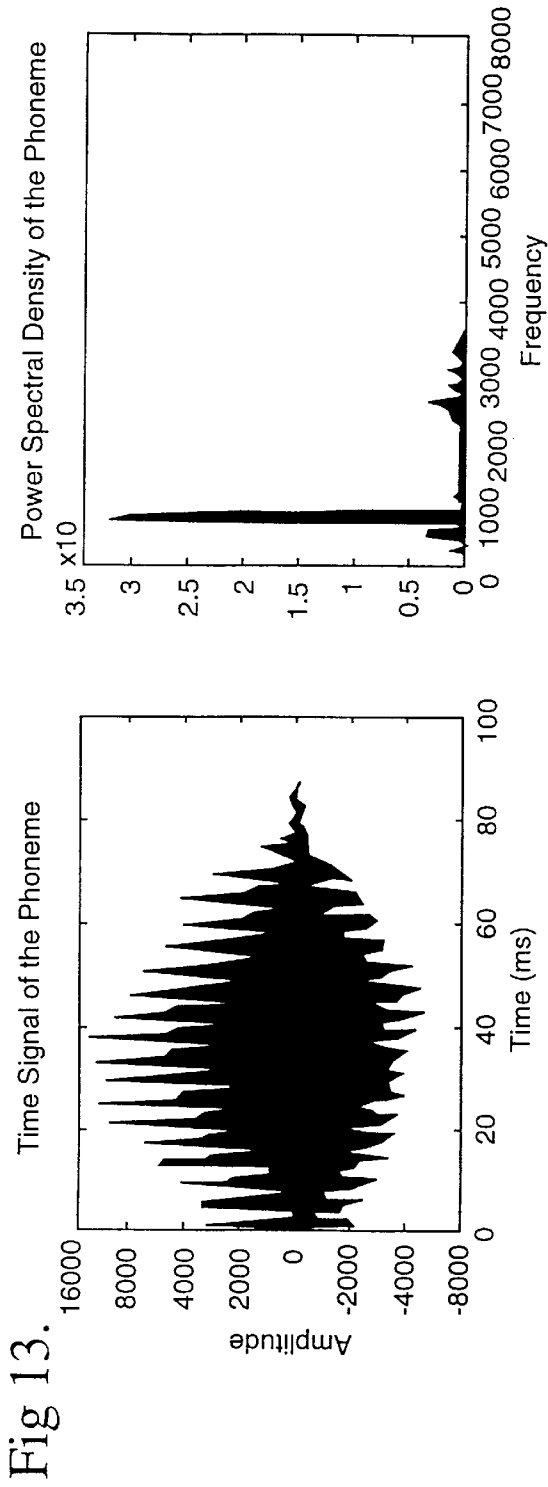 Fig 13.
Time Signal of the Phoneme
16000
8000
4000
2000
0
-2000
-4000
-8000
Amplitude
0 20 40 60 80 100
Time (ms)
Power Spectral Density of the Phoneme
x10
3.5
3
2.5
2
1.5
1
0.5
0
0 1000 2000 3000 4000 5000 6000 7000 8000
Frequency